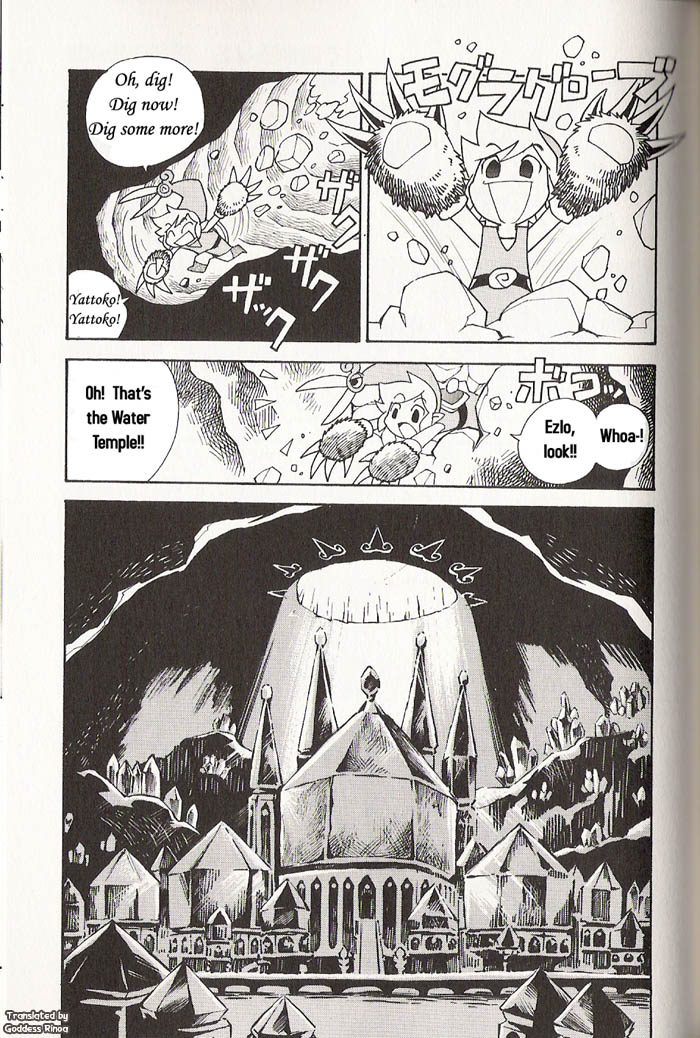 モグラグローブ
Oh, dig!
Dig now!
Dig some more!
ザク
ザク
ザック
Yattoko!
Yattoko!
ボコッ
Whoa-!
Ezlo,
look!!
Oh! That's
the Water
Temple!!
Translated by
Goddess Rinoa